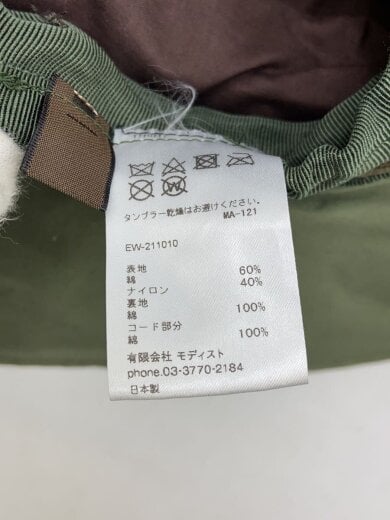 タンブラー乾燥はお避けください。
MA-121
EW-211010
表地
綿 60%
ナイロン 40%
裏地
綿 100%
コード部分
綿 100%
有限会社 モディスト
phone.03-3770-2184
日本製